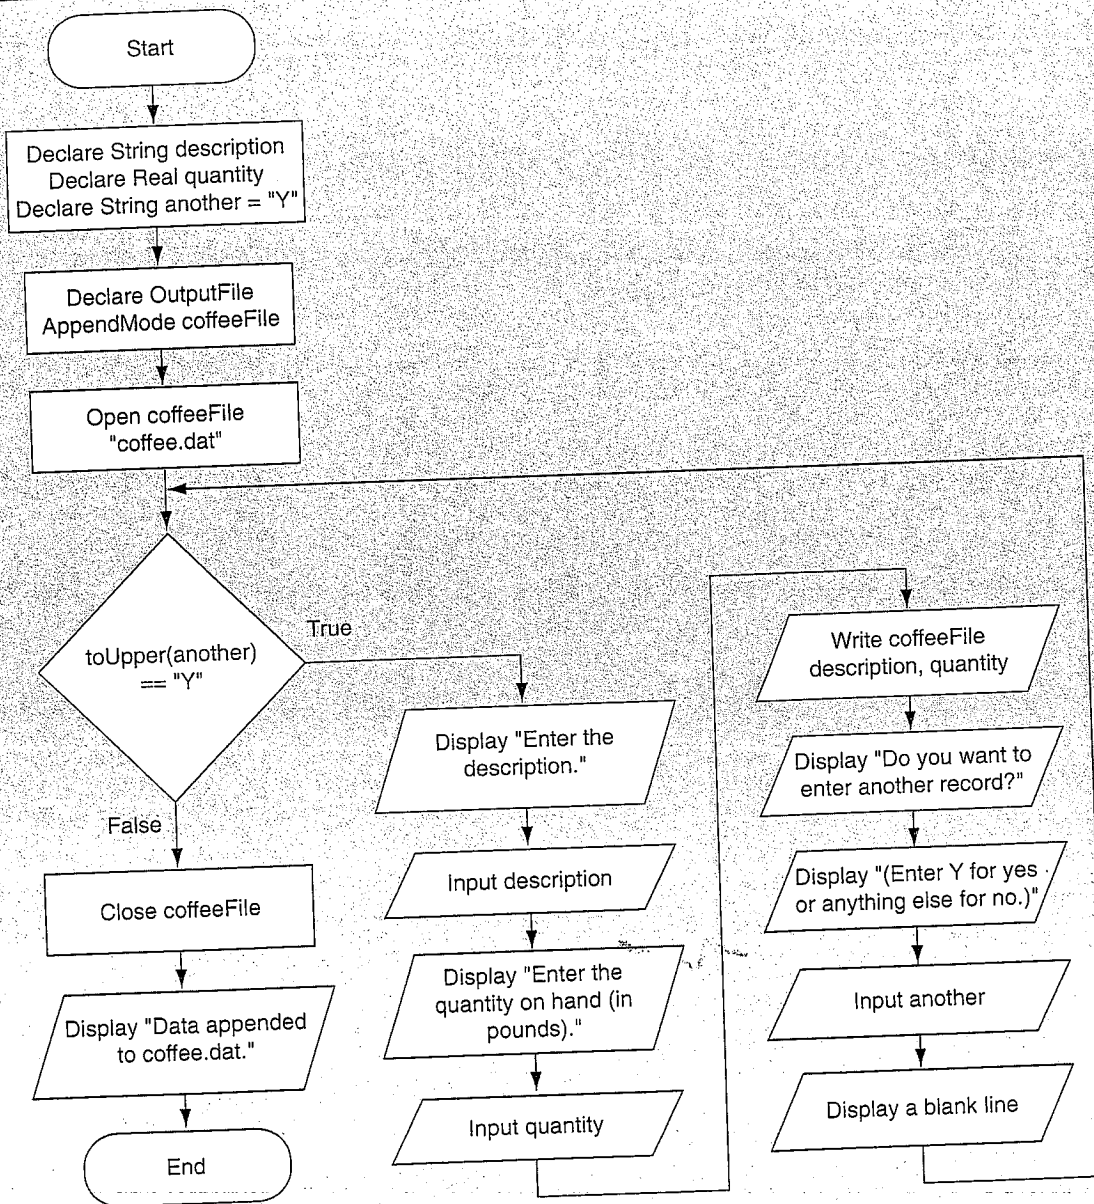 Start
Declare String description
Declare Real quantity
Declare String another = "Y"
Declare OutputFile
AppendMode coffeeFile
Open coffeeFile
"coffee.dat"
toUpper(another)
== "Y"
True
False
Close coffeeFile
Display "Data appended
to coffee.dat."
End
Display "Enter the
description."
Input description
Display "Enter the
quantity on hand (in
pounds)."
Input quantity
Write coffeeFile
description, quantity
Display "Do you want to
enter another record?"
Display "(Enter Y for yes
or anything else for no.)"
Input another
Display a blank line